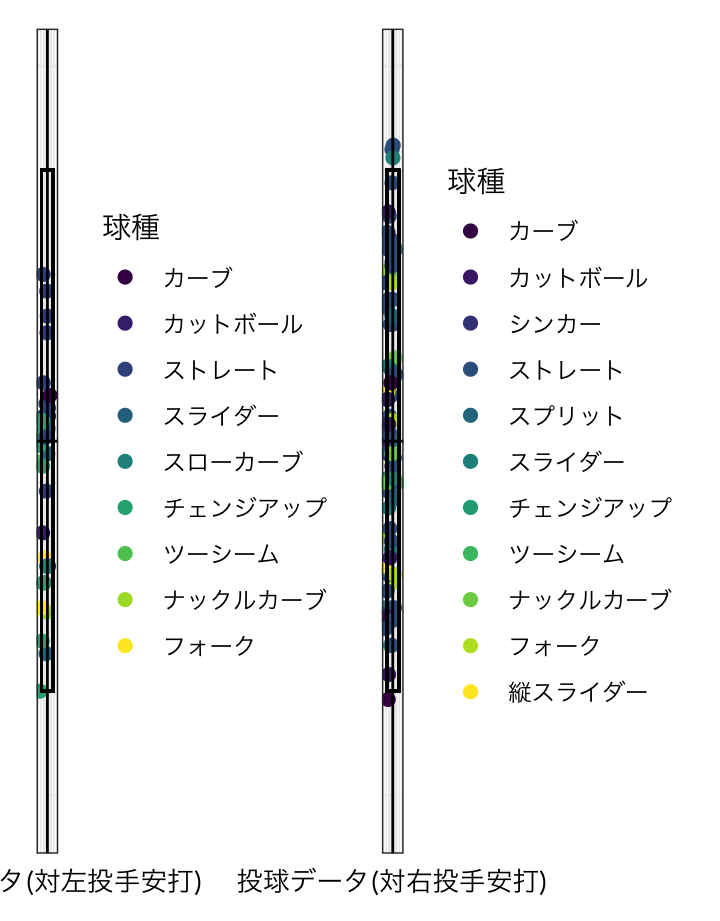 球種
カーブ
カットボール
ストレート
スライダー
スローカーブ
チェンジアップ
ツーシーム
ナックルカーブ
フォーク
タ(対左投手安打)
球種
カーブ
カットボール
シンカー
ストレート
スプリット
スライダー
チェンジアップ
ツーシーム
ナックルカーブ
フォーク
縦スライダー
投球データ(対右投手安打)